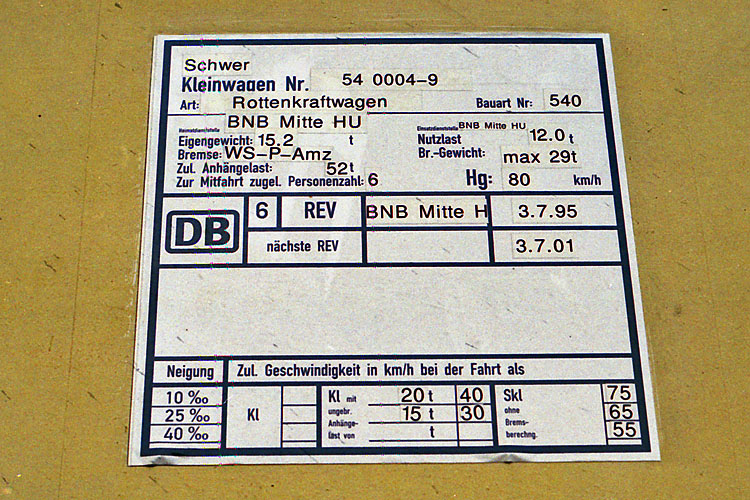 Schwer
Kleinwagen Nr. 54 0004-9
Art: Rottenkraftwagen Bauart Nr: 540
Heimatdienststelle BNB Mitte HU Einsatzdienststelle BNB Mitte HU
Eigengewicht: 15.2 t Nutzlast 12.0 t
Bremse: WS-P-Amz Br.-Gewicht: max 29t
Zul. Anhängelast: 52t
Zur Mitfahrt zugel. Personenzahl: 6 Hg: 80 km/h
DB 6 REV BNB Mitte H 3.7.95
nächste REV 3.7.01
Neigung Zul. Geschwindigkeit in km/h bei der Fahrt als
10 ‰ Kl mit 20 t 40 Skl 75
25 ‰ Kl ungebr. 15 t 30 ohne 65
40 ‰ Anhänge- t Brems- 55
last von berechng.